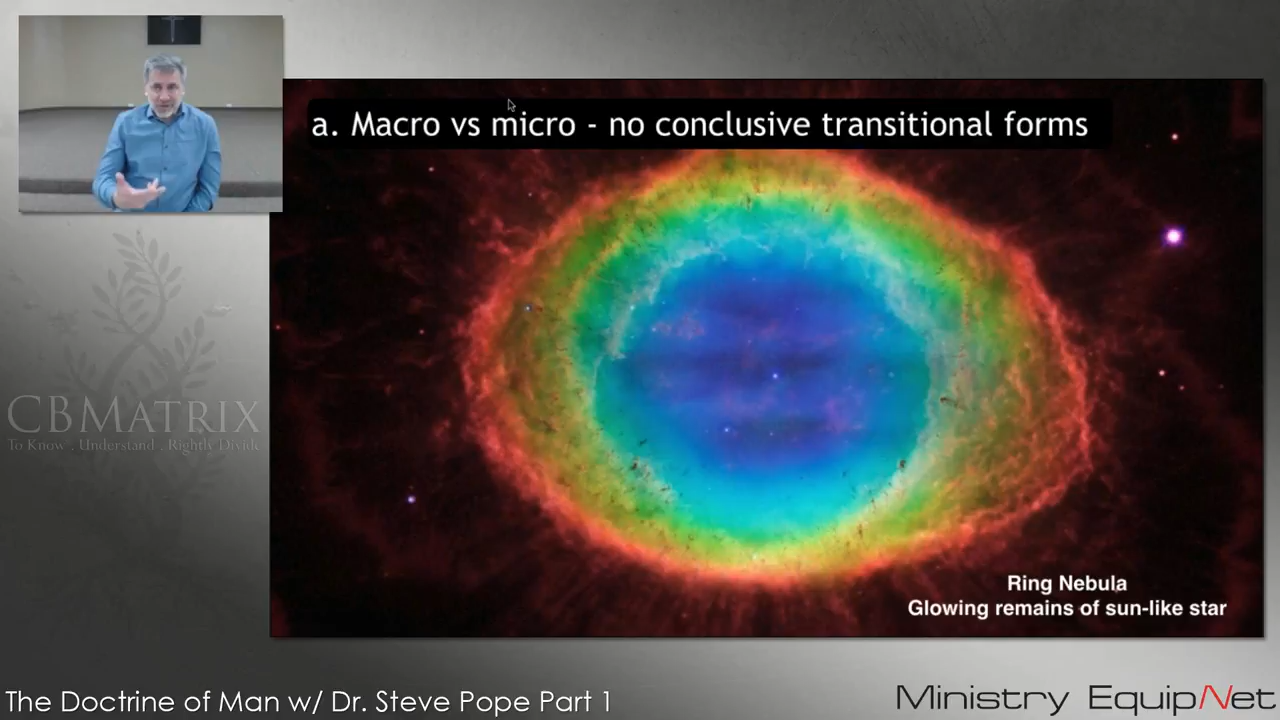 a. Macro vs micro - no conclusive transitional forms
CBMATRIX
To Know , Understand , Rightly Divide
Ring Nebula
Glowing remains of sun-like star
The Doctrine of Man w/ Dr. Steve Pope Part 1
Ministry EquipNet